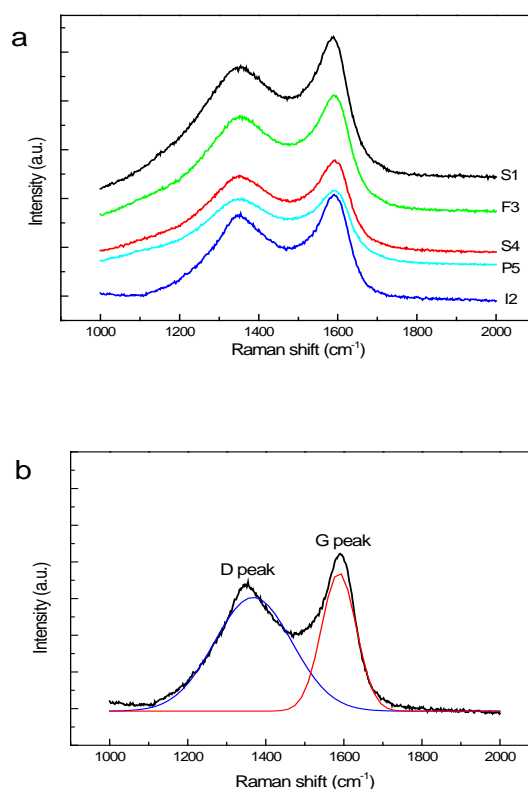 a
Intensity (a.u.)
S1
F3
S4
P5
I2
1000 1200 1400 1600 1800 2000
Raman shift (cm⁻¹)
b
G peak
D peak
Intensity (a.u.)
1000 1200 1400 1600 1800 2000
Raman shift (cm⁻¹)